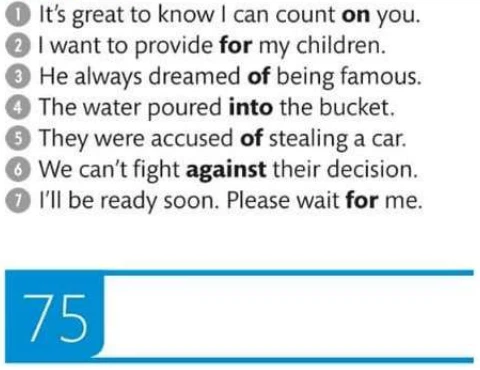 1 It's great to know I can count on you.
2 I want to provide for my children.
3 He always dreamed of being famous.
4 The water poured into the bucket.
5 They were accused of stealing a car.
6 We can't fight against their decision.
7 I'll be ready soon. Please wait for me.
75